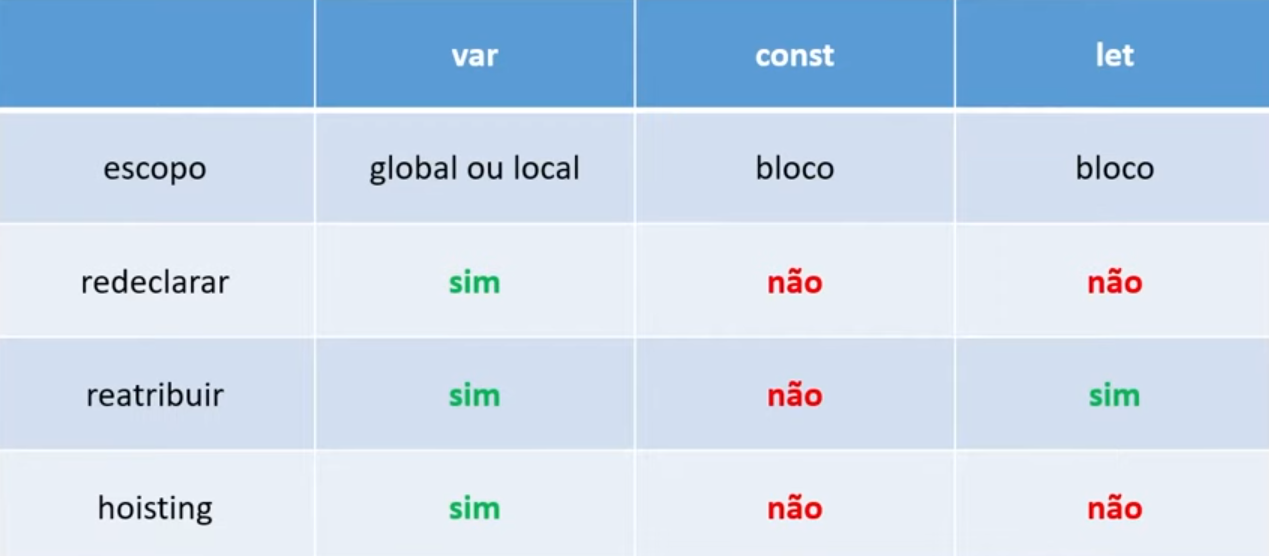 var const let
escopo global ou local bloco bloco
redeclarar sim não não
reatribuir sim não sim
hoisting sim não não